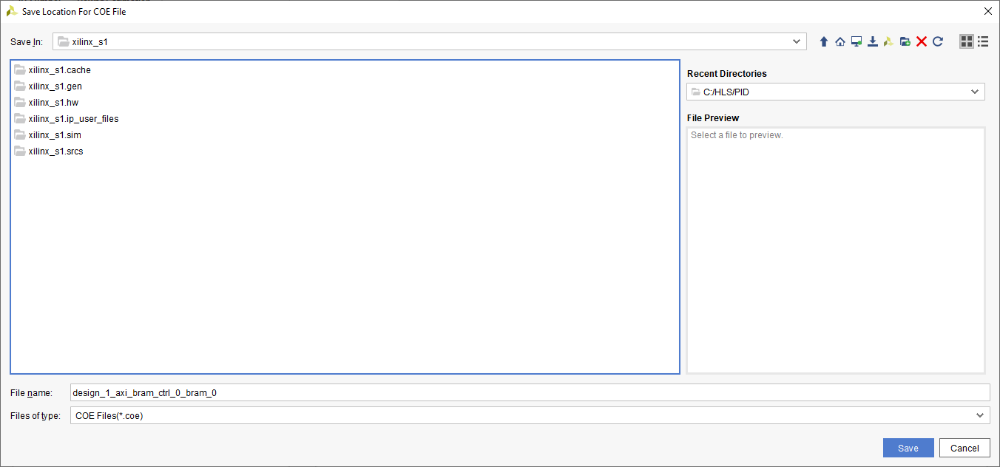 Save Location For COE File
Save In: xilinx_s1
xilinx_s1.cache
xilinx_s1.gen
xilinx_s1.hw
xilinx_s1.ip_user_files
xilinx_s1.sim
xilinx_s1.srcs
Recent Directories
C:/HLS/PID
File Preview
Select a file to preview.
File name: design_1_axi_bram_ctrl_0_bram_0
Files of type: COE Files(*.coe)
Save Cancel